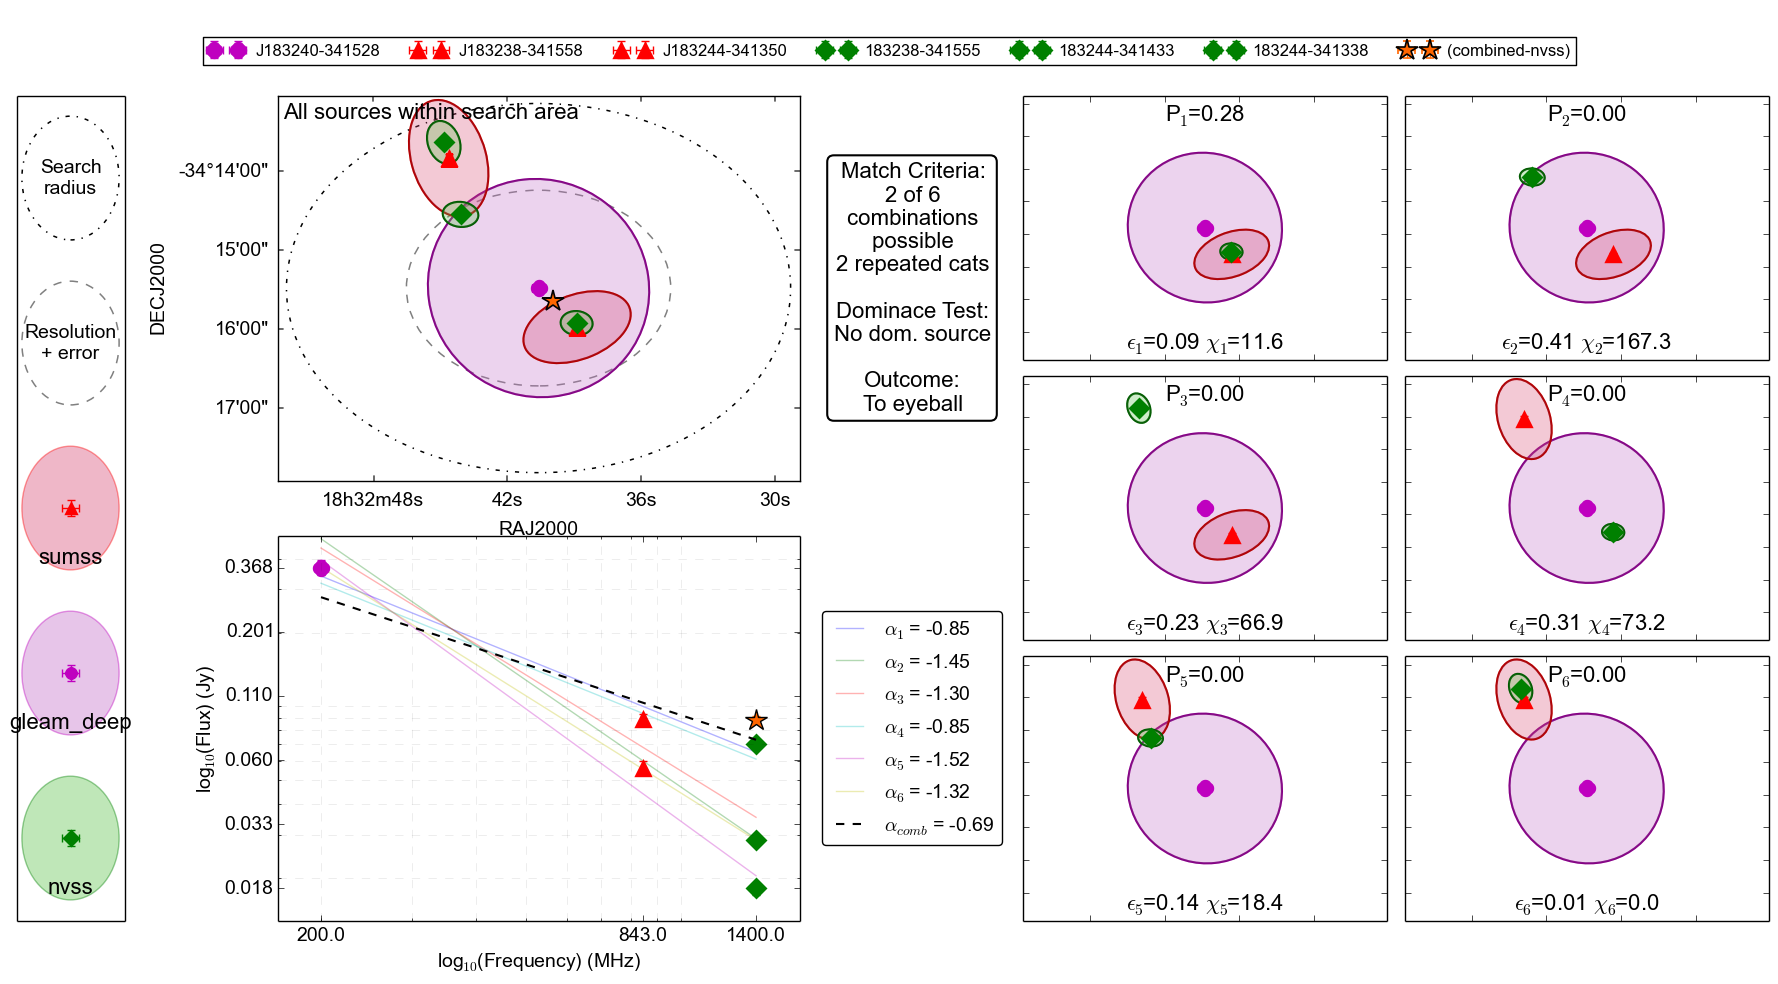 J183240-341528 J183238-341558 J183244-341350 183238-341555 183244-341433 183244-341338 (combined-nvss)
Search
radius
Resolution
+ error
sumss
gleam_deep
nvss
All sources within search area
-34°14'00"
15'00"
16'00"
17'00"
DECJ2000
18h32m48s 42s 36s 30s
RAJ2000
Match Criteria:
2 of 6
combinations
possible
2 repeated cats
Dominace Test:
No dom. source
Outcome:
To eyeball
0.368
0.201
0.110
0.060
0.033
0.018
log10(Flux) (Jy)
200.0 843.0 1400.0
log10(Frequency) (MHz)
α1 = -0.85
α2 = -1.45
α3 = -1.30
α4 = -0.85
α5 = -1.52
α6 = -1.32
αcomb = -0.69
P1=0.28
ϵ1=0.09 χ1=11.6
P2=0.00
ϵ2=0.41 χ2=167.3
P3=0.00
ϵ3=0.23 χ3=66.9
P4=0.00
ϵ4=0.31 χ4=73.2
P5=0.00
ϵ5=0.14 χ5=18.4
P6=0.00
ϵ6=0.01 χ6=0.0